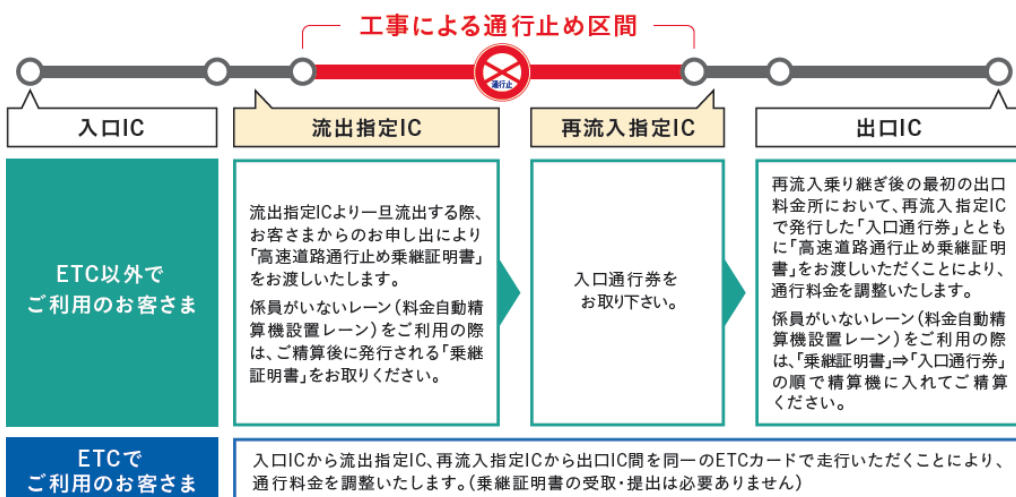 工事による通行止め区間
通行止
入口IC
流出指定IC
再流入指定IC
出口IC
ETC以外で
ご利用のお客さま
流出指定ICより一旦流出する際、
お客さまからのお申し出により
「高速道路通行止め乗継証明書」
をお渡しいたします。
係員がいないレーン(料金自動精
算機設置レーン)をご利用の際
は、ご精算後に発行される「乗継
証明書」をお取りください。
入口通行券を
お取り下さい。
再流入乗り継ぎ後の最初の出口
料金所において、再流入指定IC
で発行した「入口通行券」ととも
に「高速道路通行止め乗継証明
書」をお渡しいただくことにより、
通行料金を調整いたします。
係員がいないレーン(料金自動精
算機設置レーン)をご利用の際
は、「乗継証明書」⇒「入口通行券」
の順で精算機に入れてご精算
ください。
ETCで
ご利用のお客さま
入口ICから流出指定IC、再流入指定ICから出口IC間を同一のETCカードで走行いただくことにより、
通行料金を調整いたします。(乗継証明書の受取・提出は必要ありません)